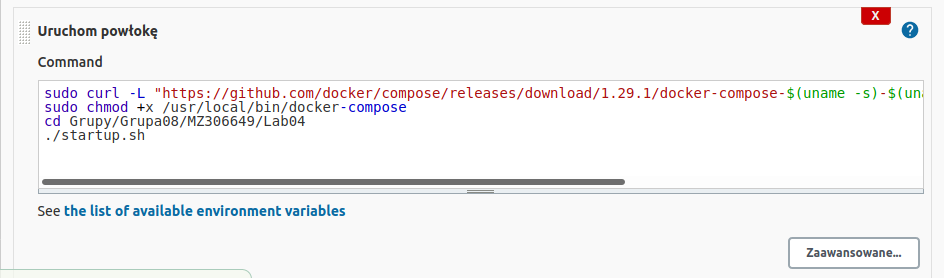 X
Uruchom powłokę
?
Command
sudo curl -L "https://github.com/docker/compose/releases/download/1.29.1/docker-compose-$(uname -s)-$(una
sudo chmod +x /usr/local/bin/docker-compose
cd Grupy/Grupa08/MZ306649/Lab04
./startup.sh
See the list of available environment variables
Zaawansowane...